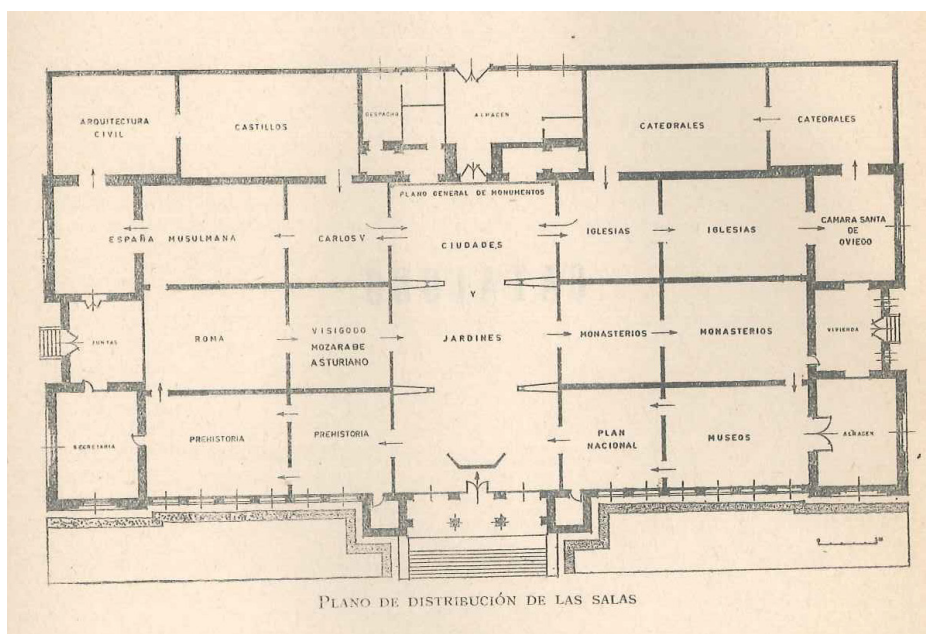 ARQUITECTURA
CIVIL
CASTILLOS
DESPACHO
ALMACEN
CATEDRALES
CATEDRALES
PLANO GENERAL DE MONUMENTOS
ESPAÑA MUSULMANA
CARLOS V
CIUDADES
IGLESIAS
IGLESIAS
CAMARA SANTA
DE
OVIEDO
Y
JUNTAS
ROMA
VISIGODO
MOZARABE
ASTURIANO
JARDINES
MONASTERIOS
MONASTERIOS
VIVIENDA
SECRETARIA
PREHISTORIA
PREHISTORIA
PLAN
NACIONAL
MUSEOS
ALMACEN
PLANO DE DISTRIBUCIÓN DE LAS SALAS